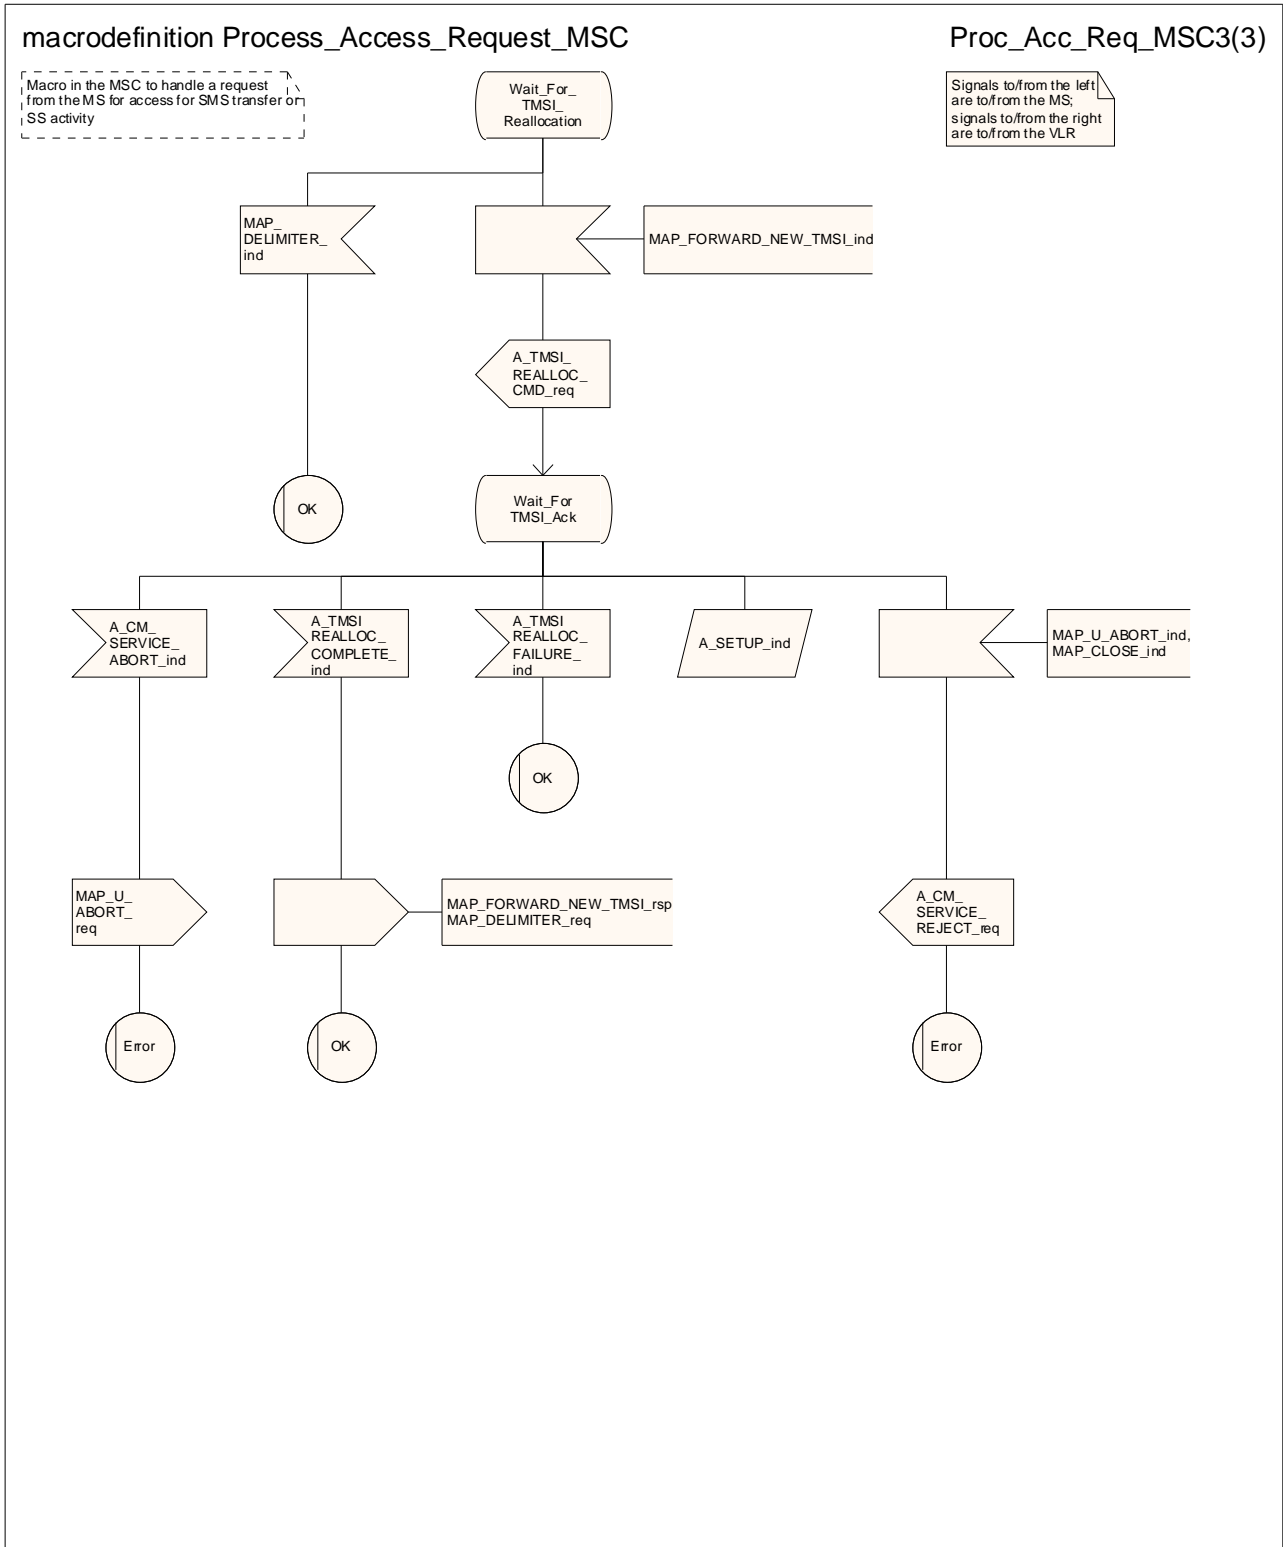 macrodefinition Process_Access_Request_MSC
Proc_Acc_Req_MSC3(3)
Macro in the MSC to handle a request
from the MS for access for SMS transfer or
SS activity
Wait_For_
TMSI_
Reallocation
Signals to/from the left
are to/from the MS;
signals to/from the right
are to/from the VLR
MAP_
DELIMITER_
ind
MAP_FORWARD_NEW_TMSI_ind
A_TMSI_
REALLOC_
CMD_req
OK
Wait_For
TMSI_Ack
A_CM_
SERVICE_
ABORT_ind
A_TMSI
REALLOC_
COMPLETE_
ind
A_TMSI
REALLOC_
FAILURE_
ind
A_SETUP_ind
MAP_U_ABORT_ind,
MAP_CLOSE_ind
OK
MAP_U_
ABORT_
req
MAP_FORWARD_NEW_TMSI_rsp
MAP_DELIMITER_req
A_CM_
SERVICE_
REJECT_req
Error
OK
Error